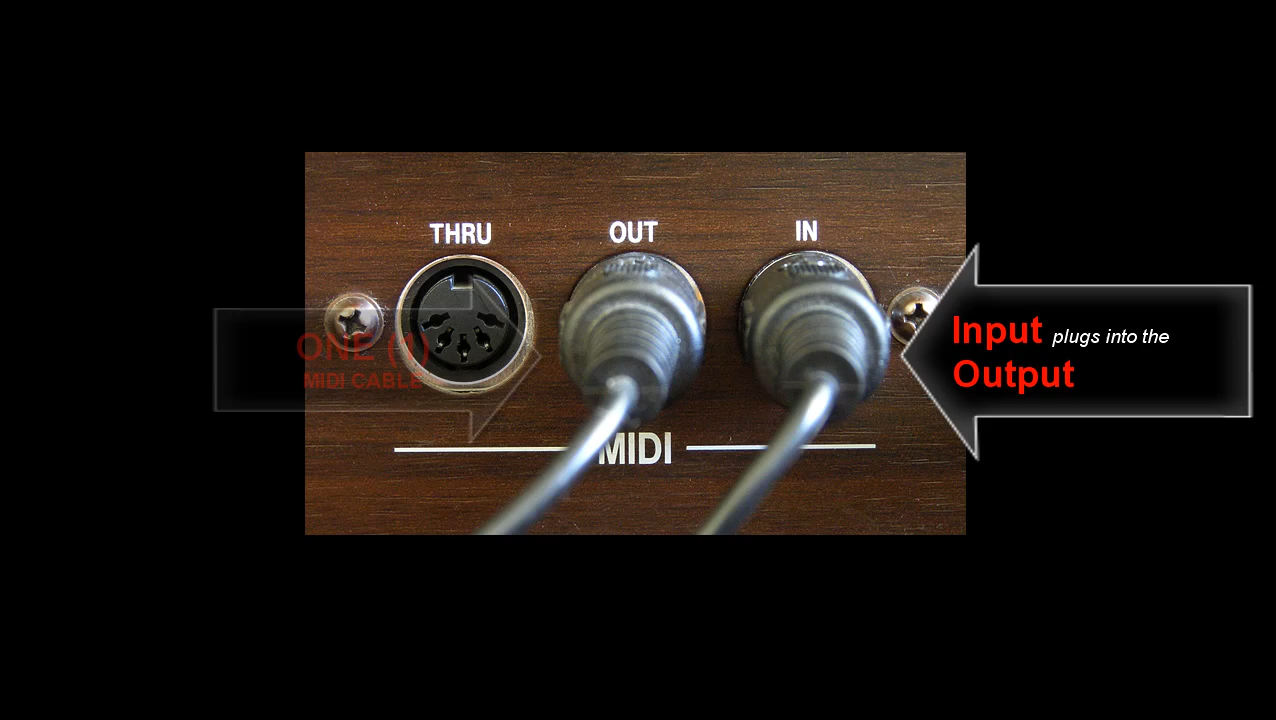 THRU OUT IN
ONE (1)
MIDI CABLE
Input plugs into the
Output
MIDI